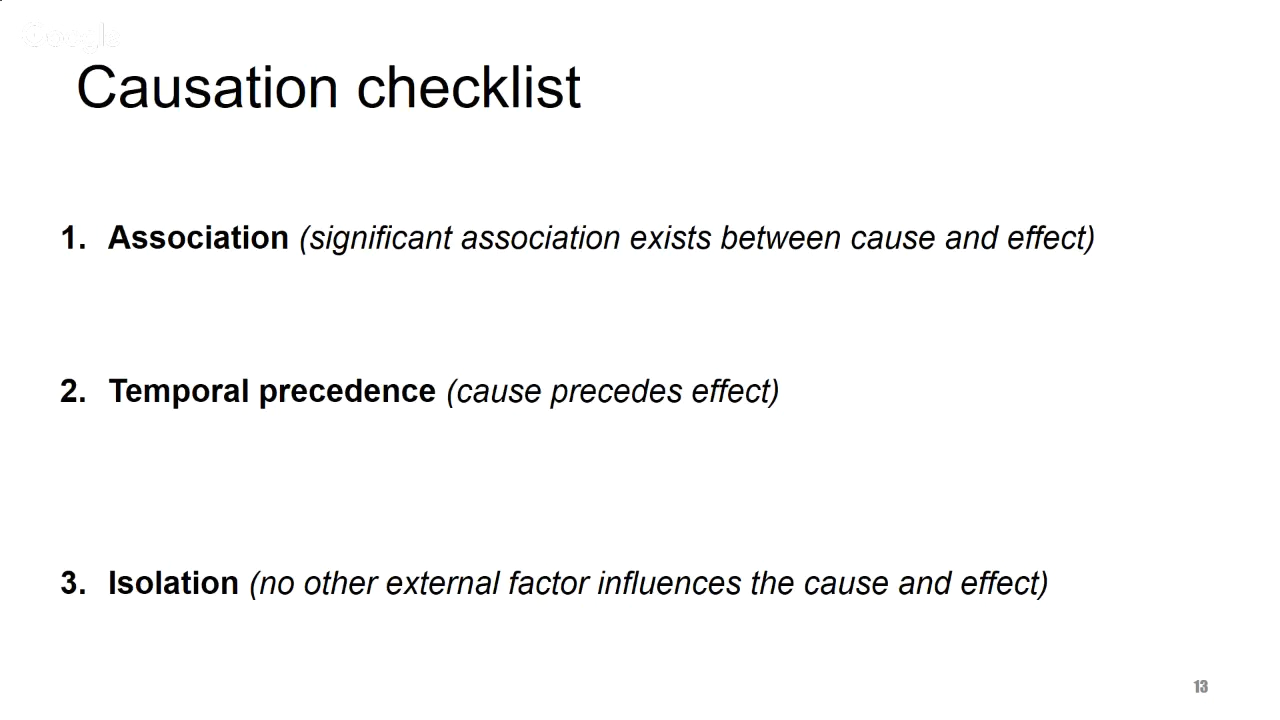 Google
Causation checklist
1. Association (significant association exists between cause and effect)
2. Temporal precedence (cause precedes effect)
3. Isolation (no other external factor influences the cause and effect)
13